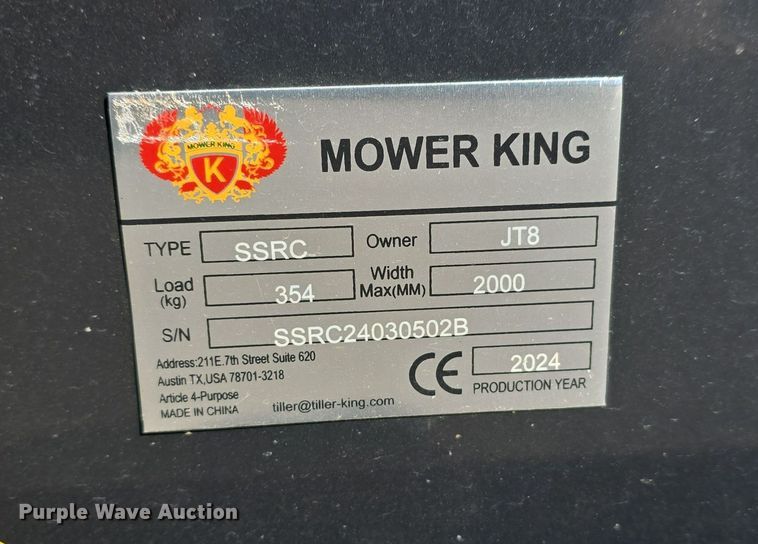 MOWER KING
K
MOWER KING
TYPE SSRC Owner JT8
Load (kg) 354 Width Max(MM) 2000
S/N SSRC24030502B
Address:211E.7th Street Suite 620
Austin TX,USA 78701-3218
Article 4-Purpose
MADE IN CHINA
tiller@tiller-king.com
CE
2024
PRODUCTION YEAR
Purple Wave Auction